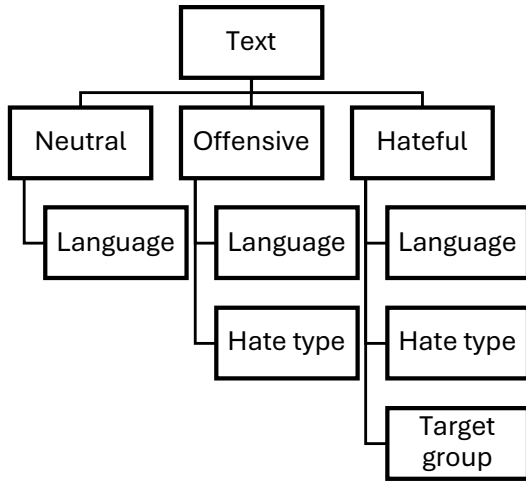 Text
Neutral
Offensive
Hateful
Language
Language
Language
Hate type
Hate type
Target
group